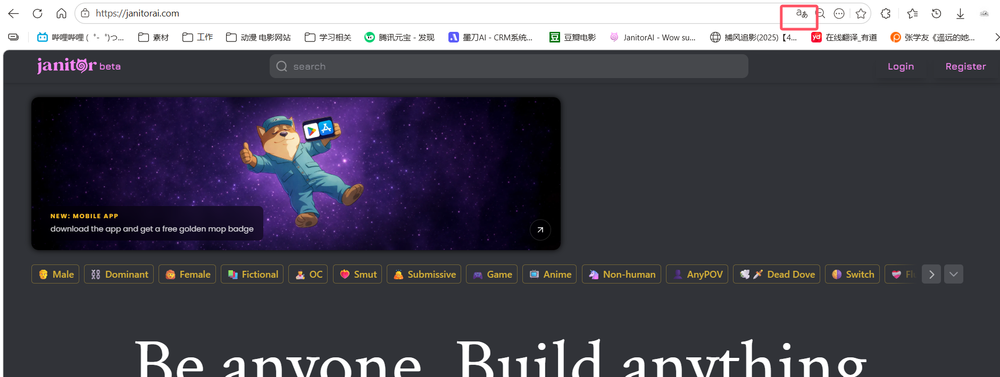 https://janitorai.com
哔哩哔哩 (゜-゜)つ...
素材
工作
动漫 电影网站
学习相关
腾讯元宝 - 发现
墨刀AI - CRM系统...
豆瓣电影
JanitorAI - Wow su...
捕风追影(2025)【4...
在线翻译_有道
张学友《遥远的她...
janitor beta
search
Login
Register
NEW: MOBILE APP
download the app and get a free golden mop badge
Male
Dominant
Female
Fictional
OC
Smut
Submissive
Game
Anime
Non-human
AnyPOV
Dead Dove
Switch
Be anyone. Build anything